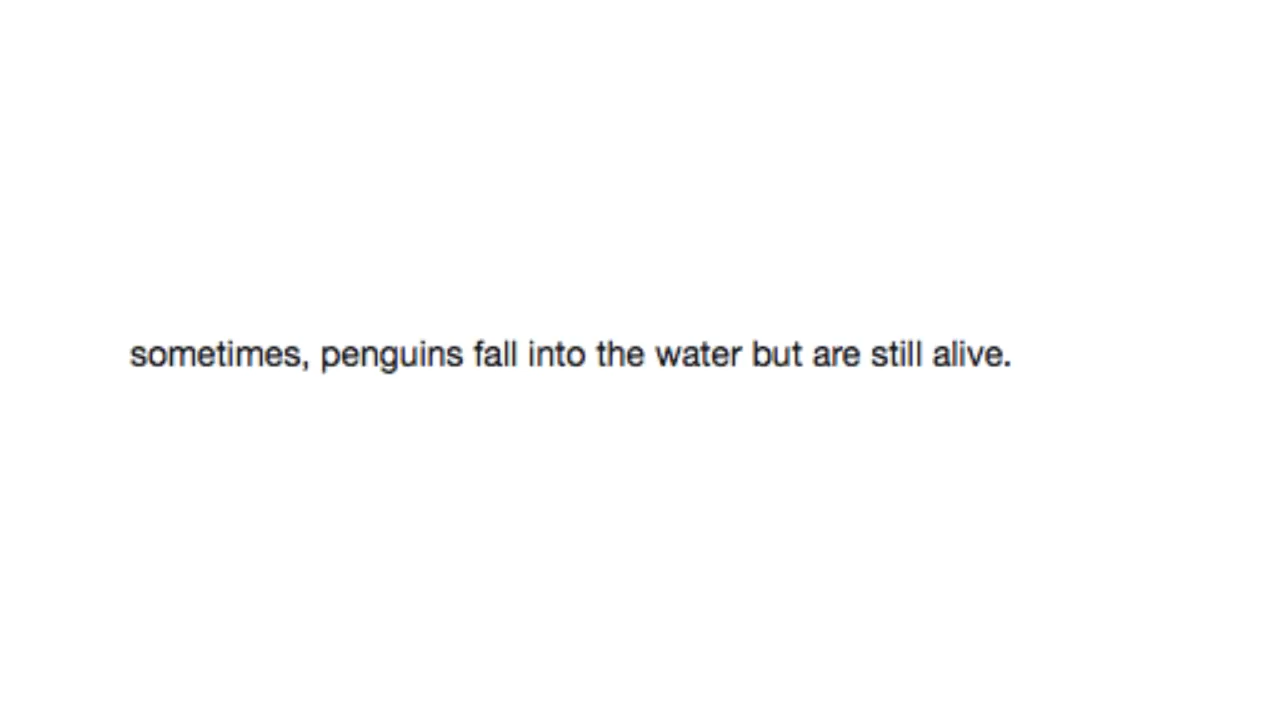 sometimes, penguins fall into the water but are still alive.